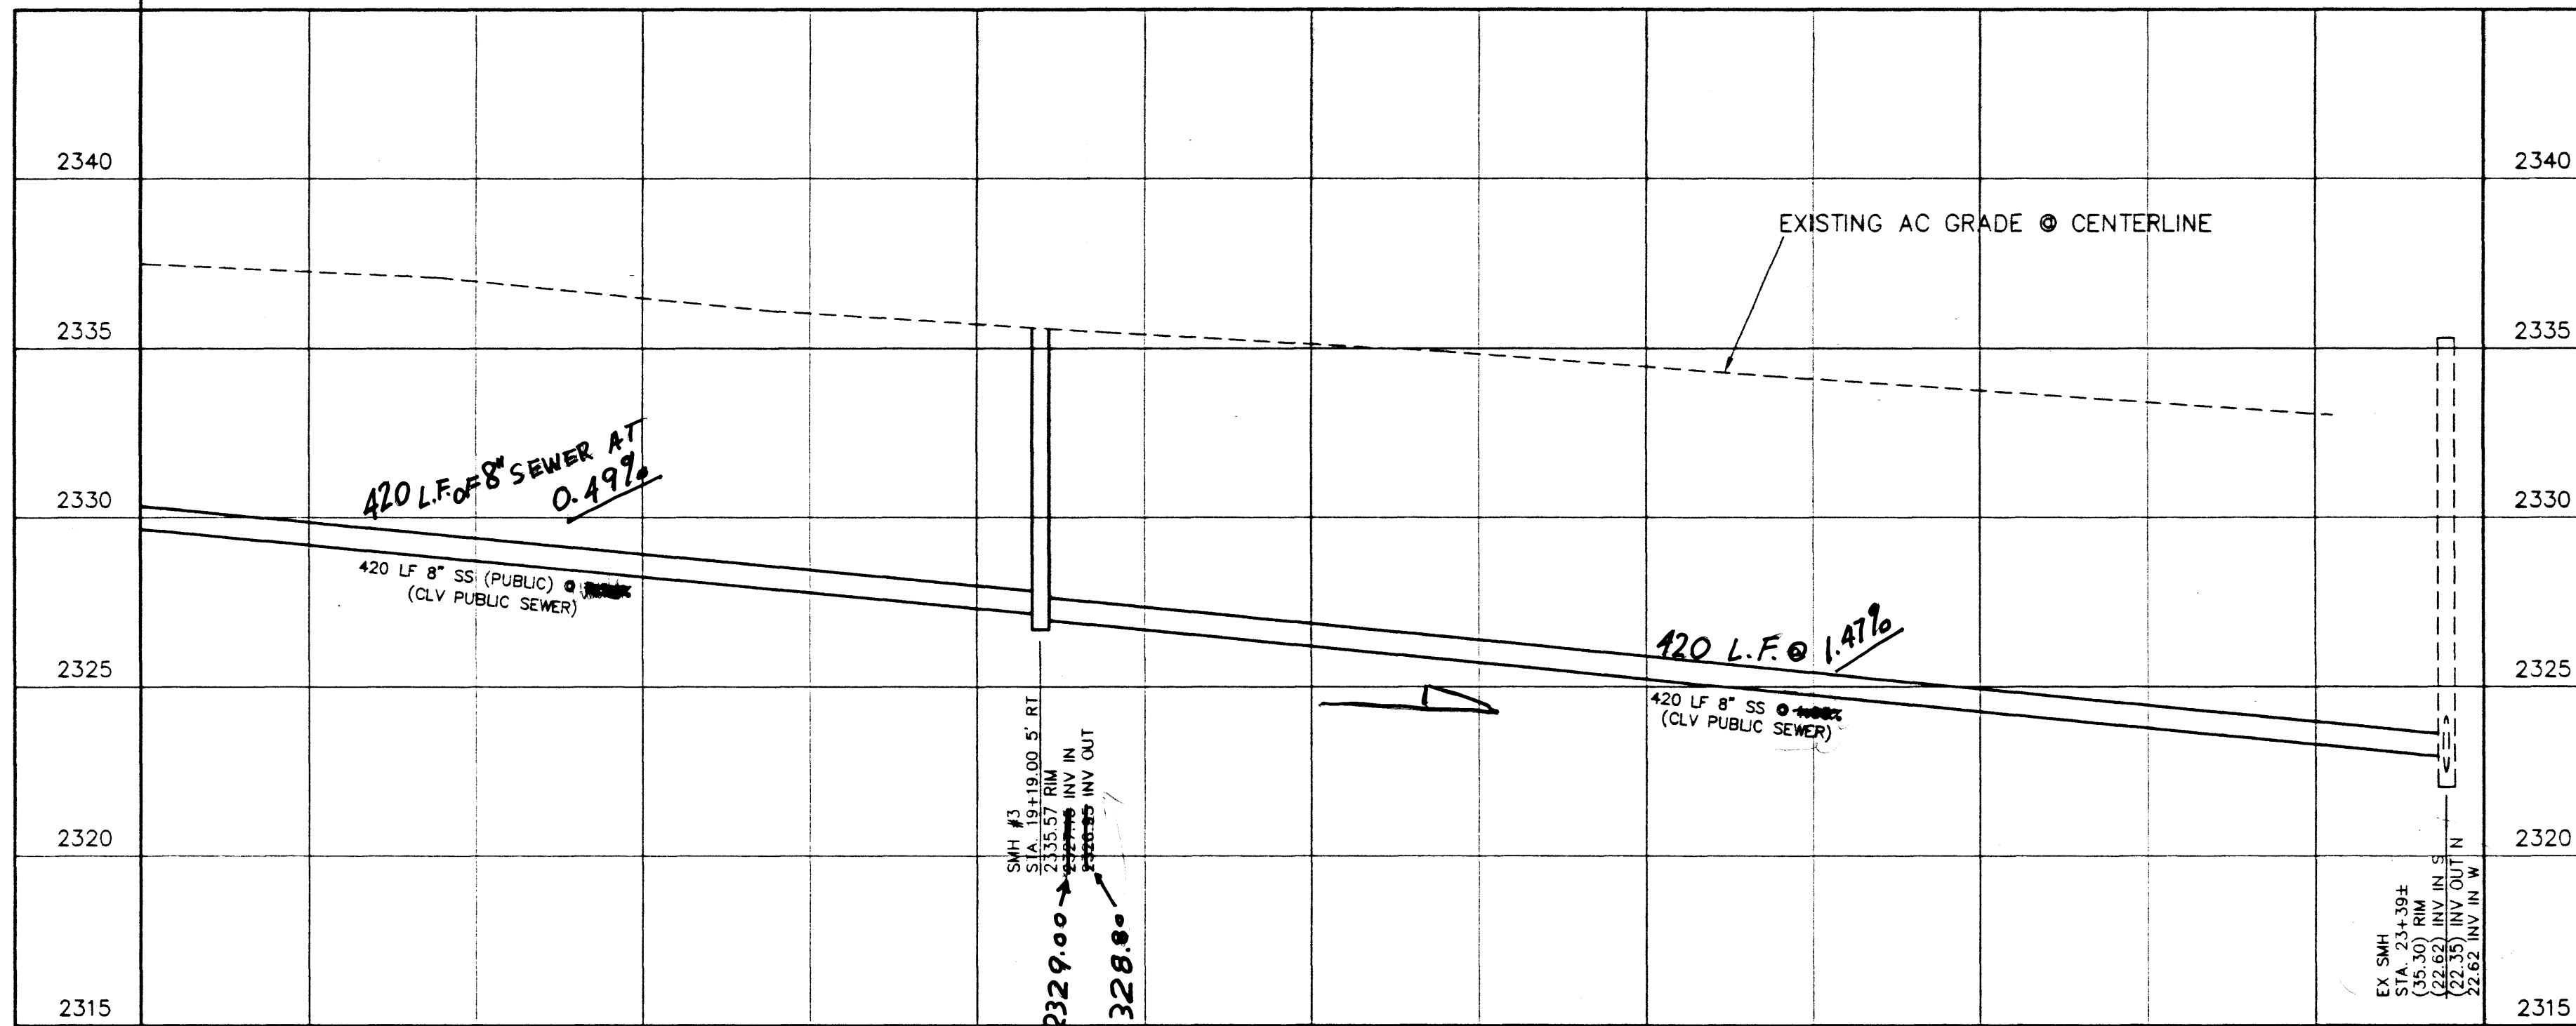 2340
2340
EXISTING AC GRADE @ CENTERLINE
2335
2335
420 L.F. OF 8" SEWER AT
0.49%
2330
2330
420 LF 8" SS (PUBLIC) @
(CLV PUBLIC SEWER)
420 L.F. @ 1.47%
2325
2325
420 LF 8" SS @
(CLV PUBLIC SEWER)
SMH #3
STA. 19+19.00 5' RT
2335.57 RIM
INV IN
INV OUT
2329.00
328.80
2320
2320
EX SMH
STA. 23+39±
(35.30) RIM
(22.62) INV IN S
(22.35) INV OUT N
22.62 INV IN W
2315
2315